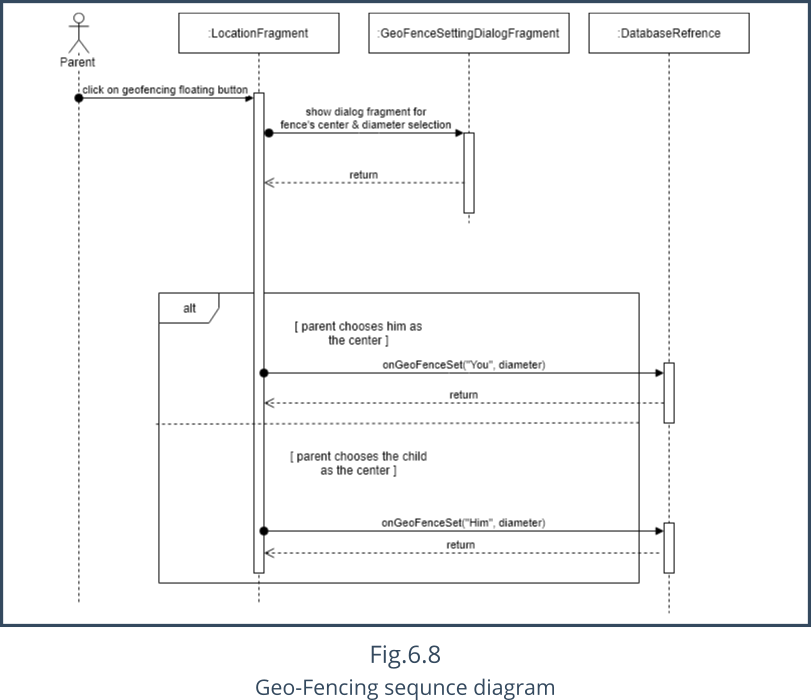 :LocationFragment
:GeoFenceSettingDialogFragment
:DatabaseRefrence
Parent
click on geofencing floating button
show dialog fragment for
fence's center & diameter selection
return
alt
[ parent chooses him as
the center ]
onGeoFenceSet("You", diameter)
return
[ parent chooses the child
as the center ]
onGeoFenceSet("Him", diameter)
return
Fig.6.8
Geo-Fencing sequnce diagram